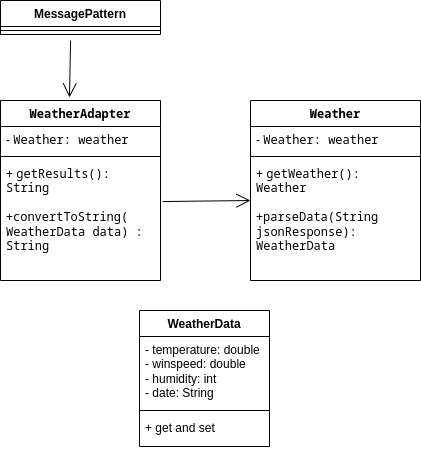 MessagePattern
WeatherAdapter
- Weather: weather
+ getResults():
String
+convertToString(
WeatherData data) :
String
Weather
- Weather: weather
+ getWeather():
Weather
+parseData(String
jsonResponse):
WeatherData
WeatherData
- temperature: double
- winspeed: double
- humidity: int
- date: String
+ get and set